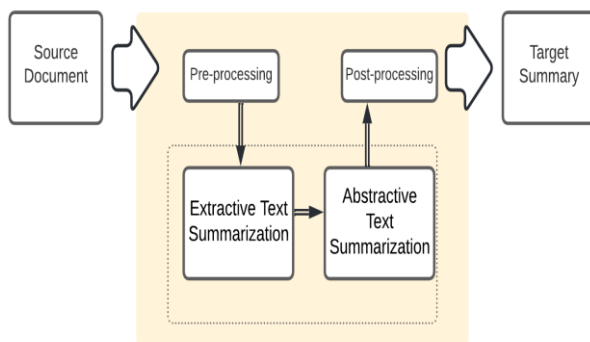 Source
Document
Pre-processing
Post-processing
Target
Summary
Extractive Text
Summarization
Abstractive
Text
Summarization